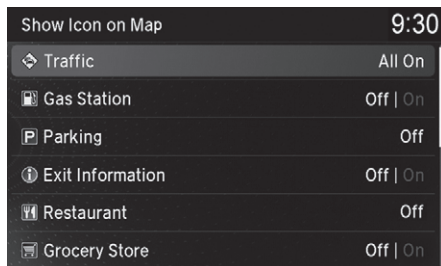 Show Icon on Map 9:30
Traffic All On
Gas Station Off | On
P Parking Off
Exit Information Off | On
Restaurant Off
Grocery Store Off | On